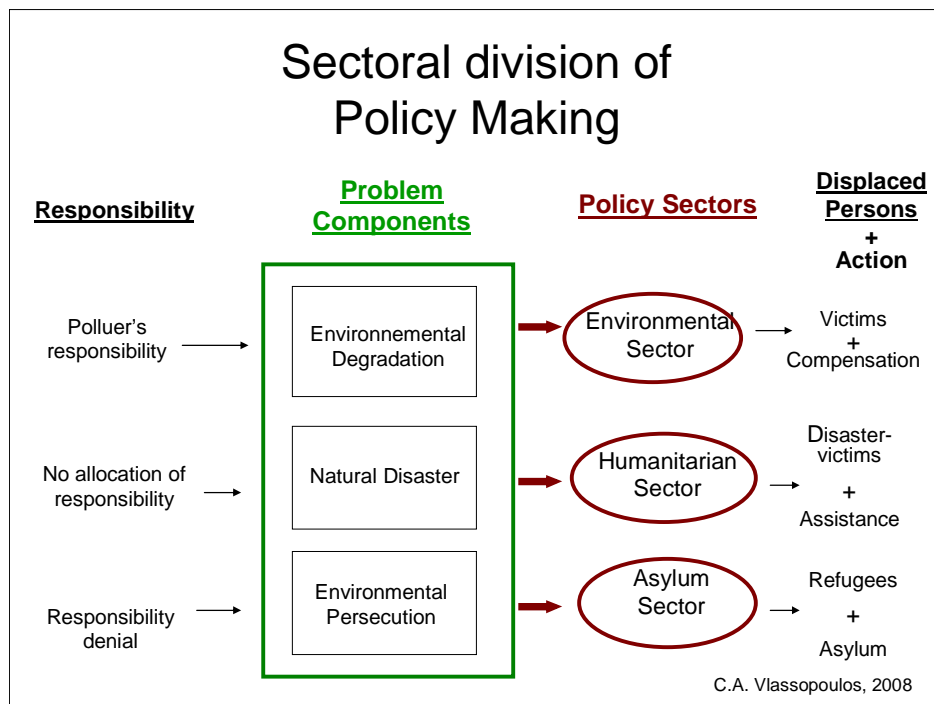 Sectoral division of
Policy Making
Responsibility
Problem
Components
Policy Sectors
Displaced
Persons
+
Action
Polluer's
responsibility
Environnemental
Degradation
Environmental
Sector
Victims
+
Compensation
No allocation of
responsibility
Natural Disaster
Humanitarian
Sector
Disaster-
victims
+
Assistance
Responsibility
denial
Environmental
Persecution
Asylum
Sector
Refugees
+
Asylum
C.A. Vlassopoulos, 2008